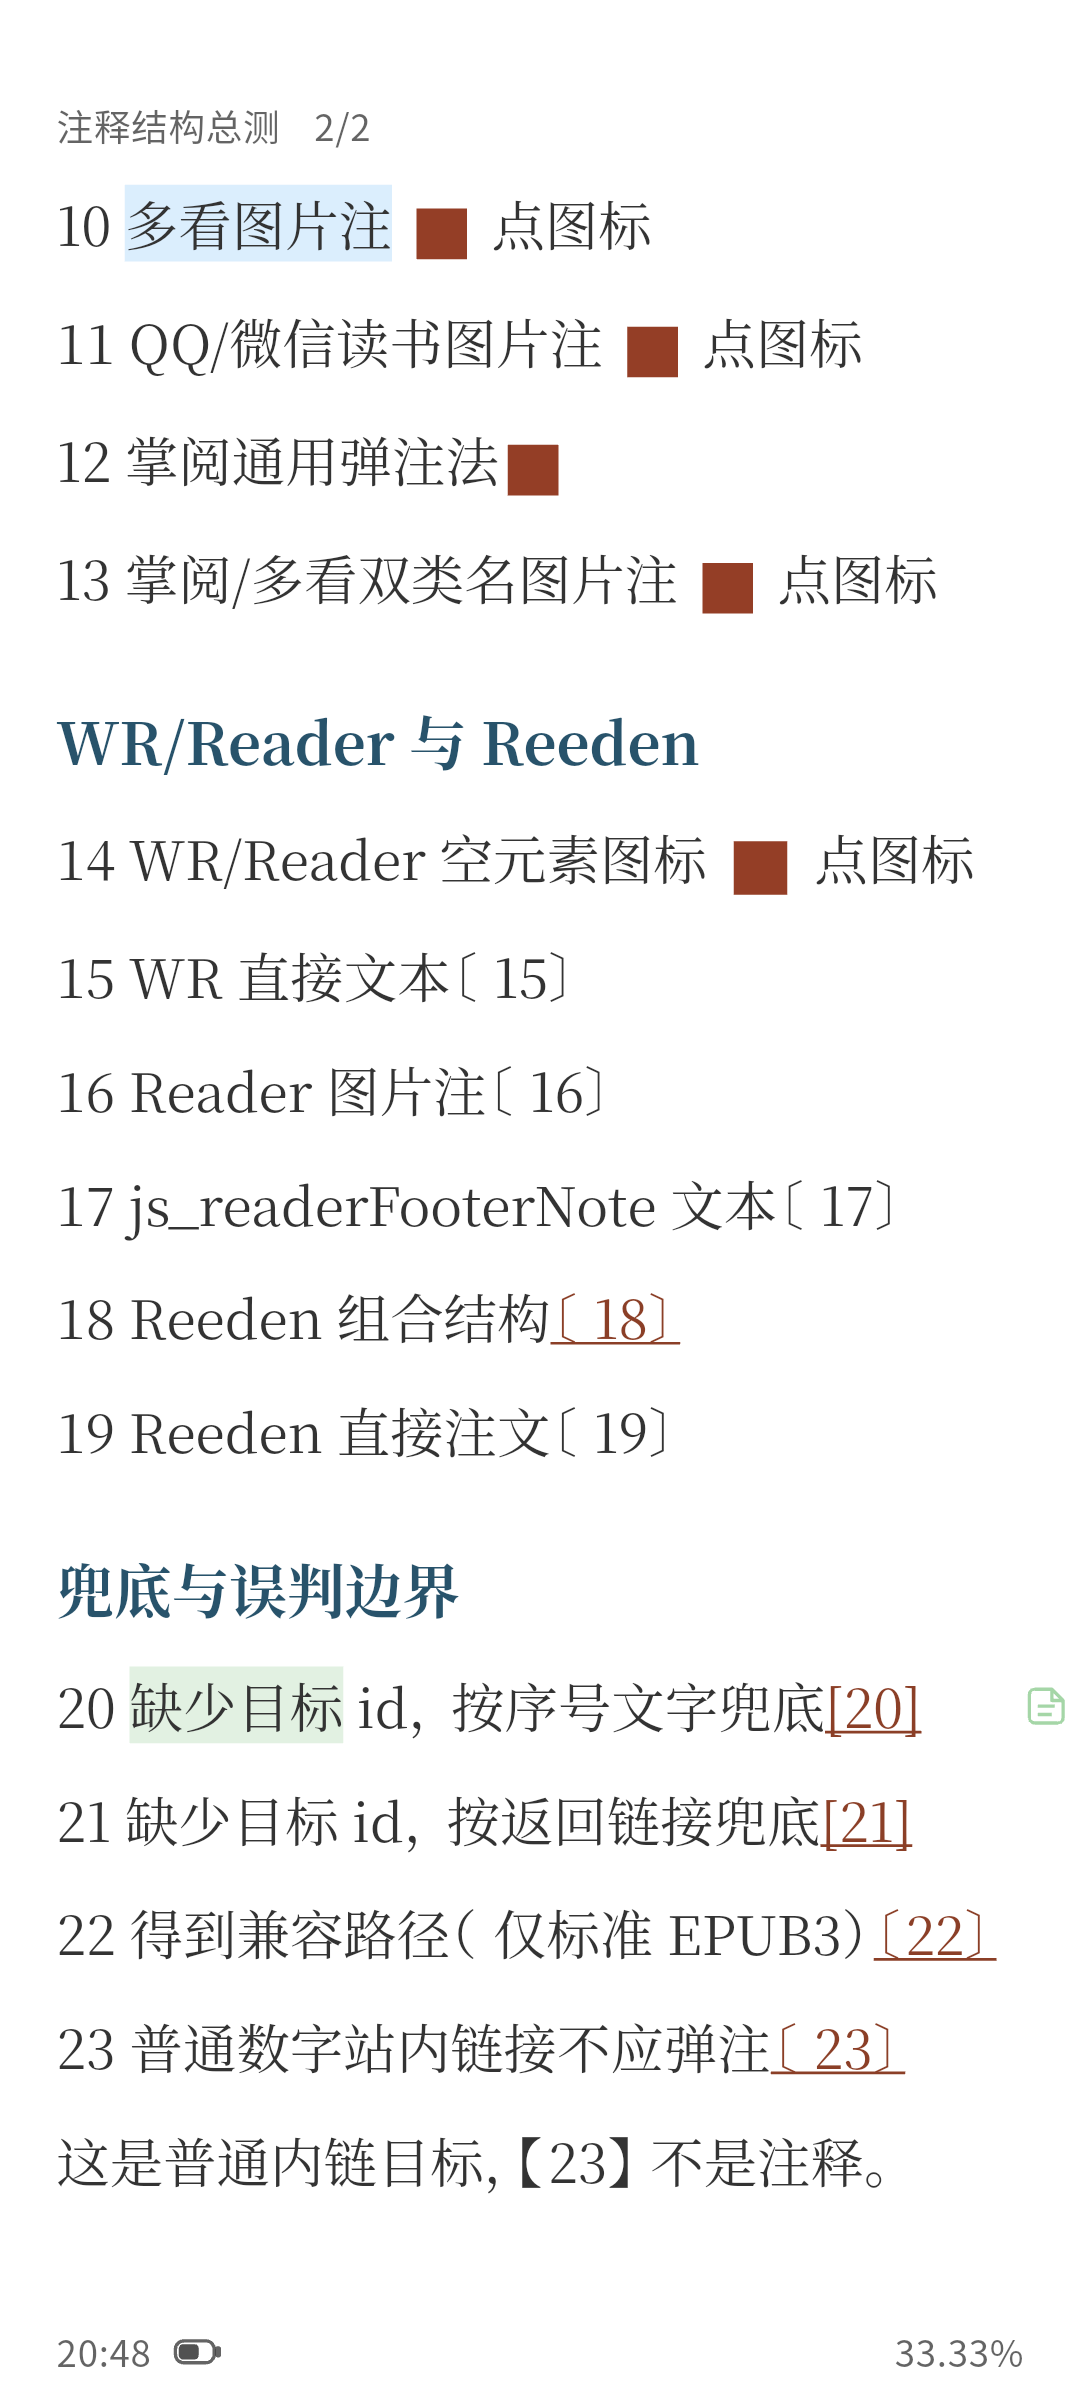 注释结构总测 2/2
10 多看图片注 点图标
11 QQ/微信读书图片注 点图标
12 掌阅通用弹注法
13 掌阅/多看双类名图片注 点图标
WR/Reader 与 Reeden
14 WR/Reader 空元素图标 点图标
15 WR 直接文本〔15〕
16 Reader 图片注〔16〕
17 js_readerFooterNote 文本〔17〕
18 Reeden 组合结构〔18〕
19 Reeden 直接注文〔19〕
兜底与误判边界
20 缺少目标 id，按序号文字兜底[20]
21 缺少目标 id，按返回链接兜底[21]
22 得到兼容路径（仅标准 EPUB3）〔22〕
23 普通数字站内链接不应弹注〔23〕
这是普通内链目标，【23】不是注释。
20:48 33.33%